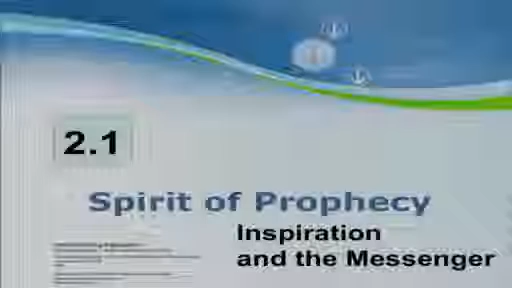 2.1
Spirit of Prophecy
Inspiration
and the Messenger